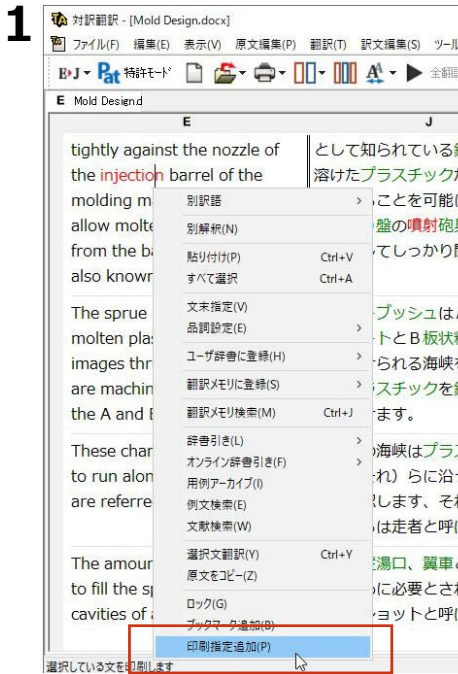 1
対訳翻訳 - [Mold Design.docx]
ファイル(F) 編集(E) 表示(V) 原文編集(P) 翻訳(T) 訳文編集(S) ツール
E›J Pat 特許モード 全翻
E Mold Design.d
E J
tightly against the nozzle of
the injection barrel of the
molding m
allow molte
from the ba
also known
The sprue
molten plas
images thr
are machin
the A and
These char
to run alon
are referre
The amour
to fill the sp
cavities of
として知られている
溶けたプラスチック
ことを可能
盤の噴射砲
てしっかり
ブッシュは
ートとB板状
られる海峡を
スチックを
ます。
海峡はプラ
れ）らに沿
します、そ
は走者と呼
湯口、翼車
に必要とさ
ョットと呼
別訳語
別解釈(N)
貼り付け(P) Ctrl+V
すべて選択 Ctrl+A
文末指定(V)
品詞設定(E)
ユーザ辞書に登録(H)
翻訳メモリに登録(S)
翻訳メモリ検索(M) Ctrl+J
辞書引き(L)
オンライン辞書引き(F)
用例アーカイブ(I)
例文検索(E)
文献検索(W)
選択文翻訳(Y) Ctrl+Y
原文をコピー(Z)
ロック(G)
ブックマーク追加(B)
印刷指定追加(P)
選択している文を印刷します